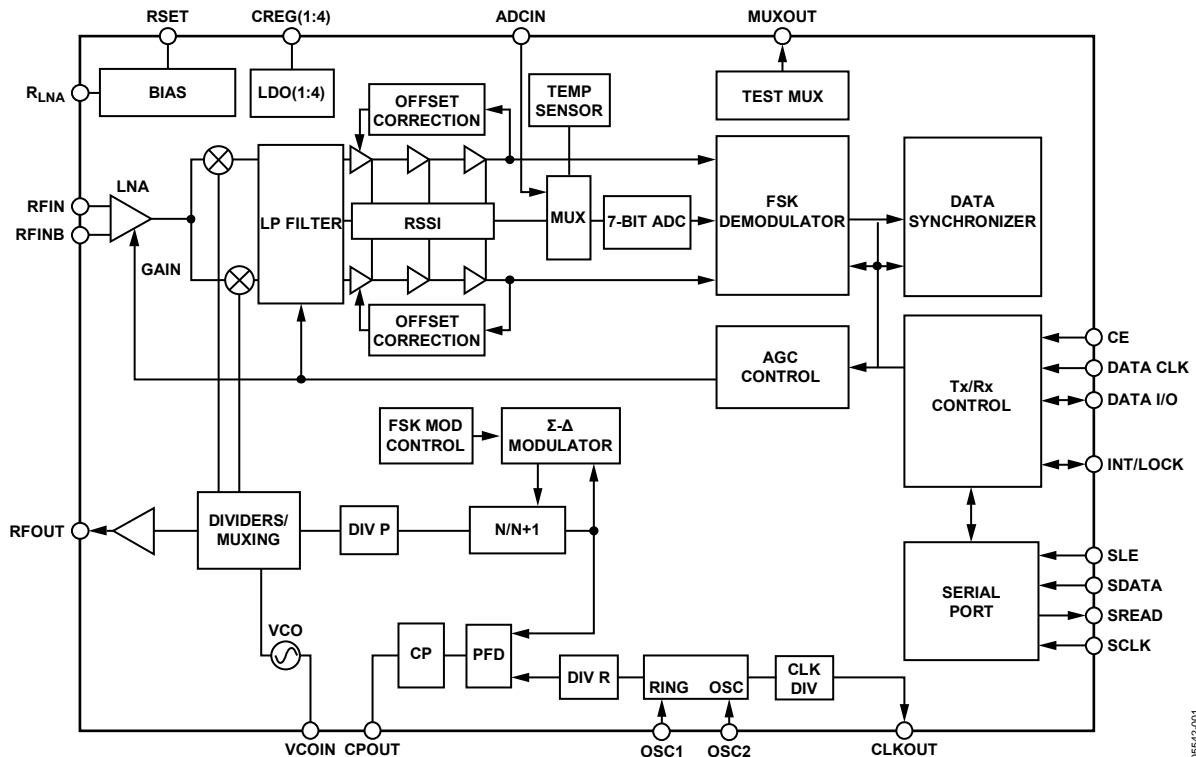 RSET
CREG(1:4)
ADCIN
MUXOUT
RLNA
BIAS
LDO(1:4)
OFFSET
CORRECTION
TEMP
SENSOR
TEST MUX
LNA
RFIN
RFINB
GAIN
LP FILTER
RSSI
MUX
7-BIT ADC
FSK
DEMODULATOR
DATA
SYNCHRONIZER
OFFSET
CORRECTION
AGC
CONTROL
Tx/Rx
CONTROL
CE
DATA CLK
DATA I/O
INT/LOCK
FSK MOD
CONTROL
Σ-Δ
MODULATOR
RFOUT
DIVIDERS/
MUXING
DIV P
N/N+1
SERIAL
PORT
SLE
SDATA
SREAD
SCLK
VCO
CP
PFD
DIV R
RING
OSC
CLK
DIV
VCOIN
CPOUT
OSC1
OSC2
CLKOUT
05542-001